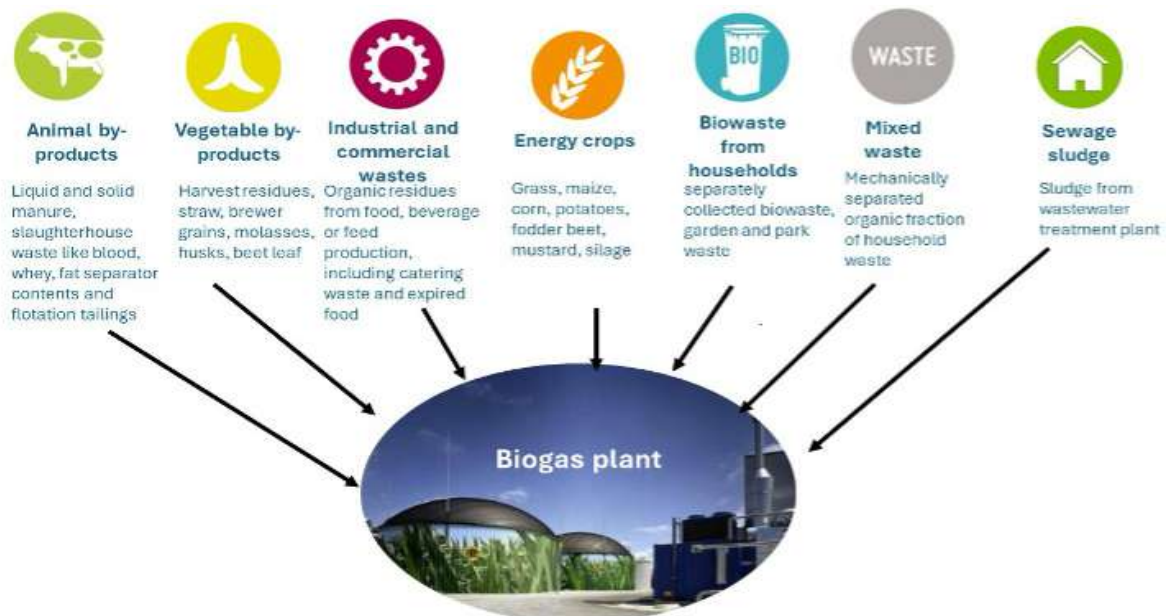 BIO
WASTE
Animal by-
products
Liquid and solid
manure,
slaughterhouse
waste like blood,
whey, fat separator
contents and
flotation tailings
Vegetable by-
products
Harvest residues,
straw, brewer
grains, molasses,
husks, beet leaf
Industrial and
commercial
wastes
Organic residues
from food, beverage
or feed
production,
including catering
waste and expired
food
Energy crops
Grass, maize,
corn, potatoes,
fodder beet,
mustard, silage
Biowaste
from
households
separately
collected biowaste,
garden and park
waste
Mixed
waste
Mechanically
separated
organic fraction
of household
waste
Sewage
sludge
Sludge from
wastewater
treatment plant
Biogas plant